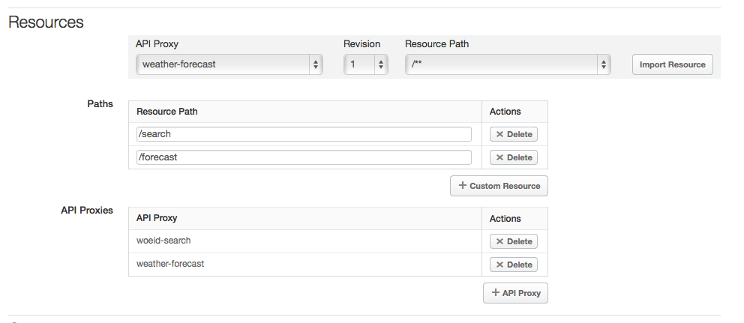 Resources
API Proxy Revision Resource Path
weather-forecast 1 /** Import Resource
Paths
Resource Path Actions
/search Delete
/forecast Delete
+ Custom Resource
API Proxies
API Proxy Actions
woeid-search Delete
weather-forecast Delete
+ API Proxy